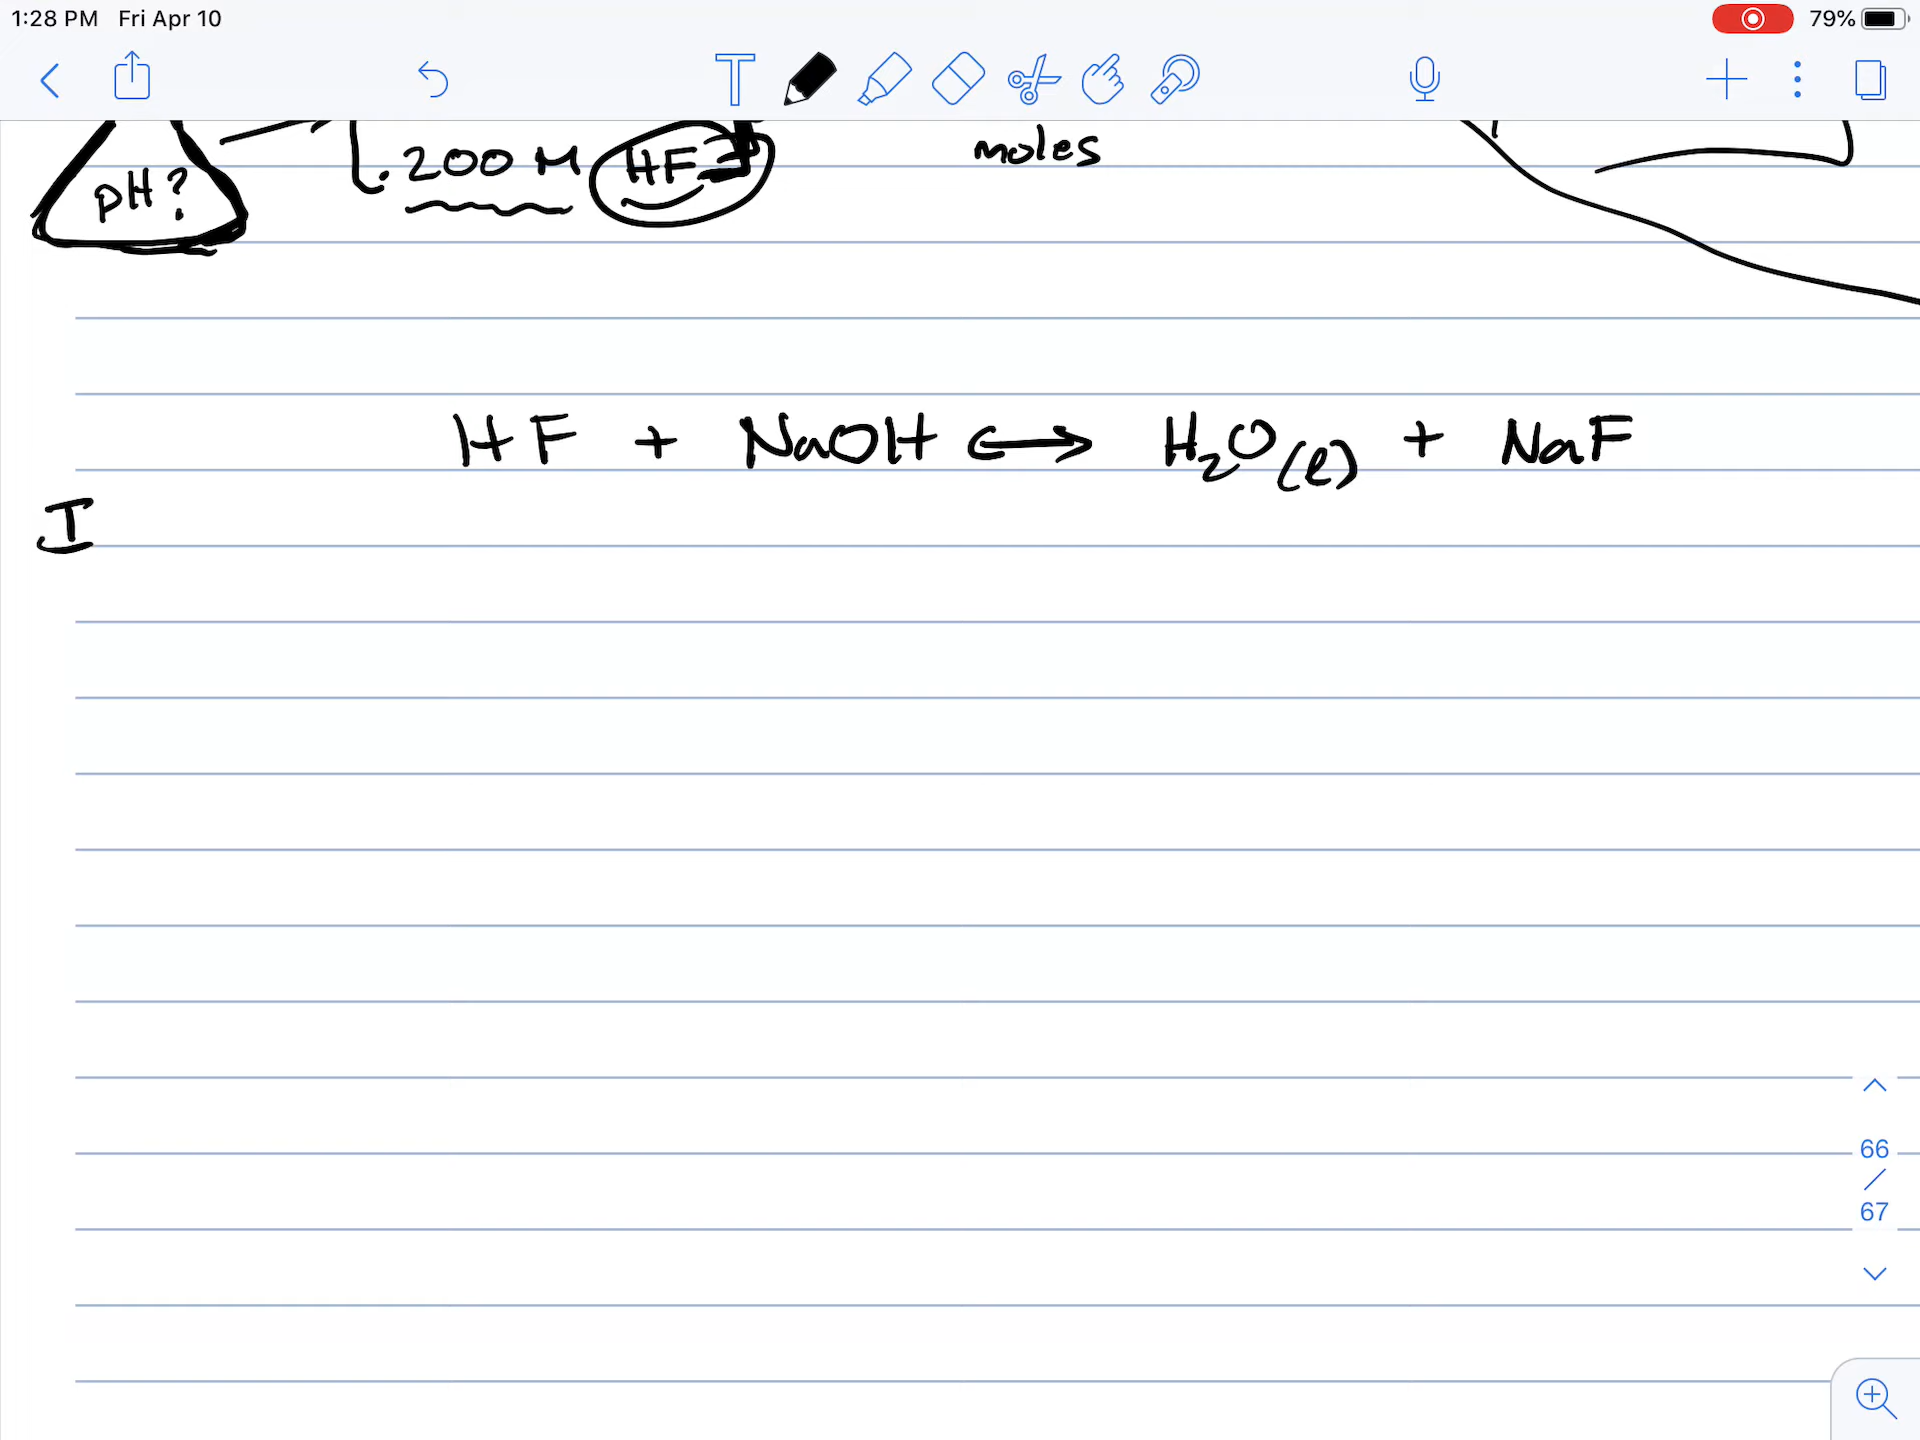 1:28 PM Fri Apr 10 79%
.200 M HF moles
pH?
HF + NaOH ⟷ H₂O(l) + NaF
I
66
/
67